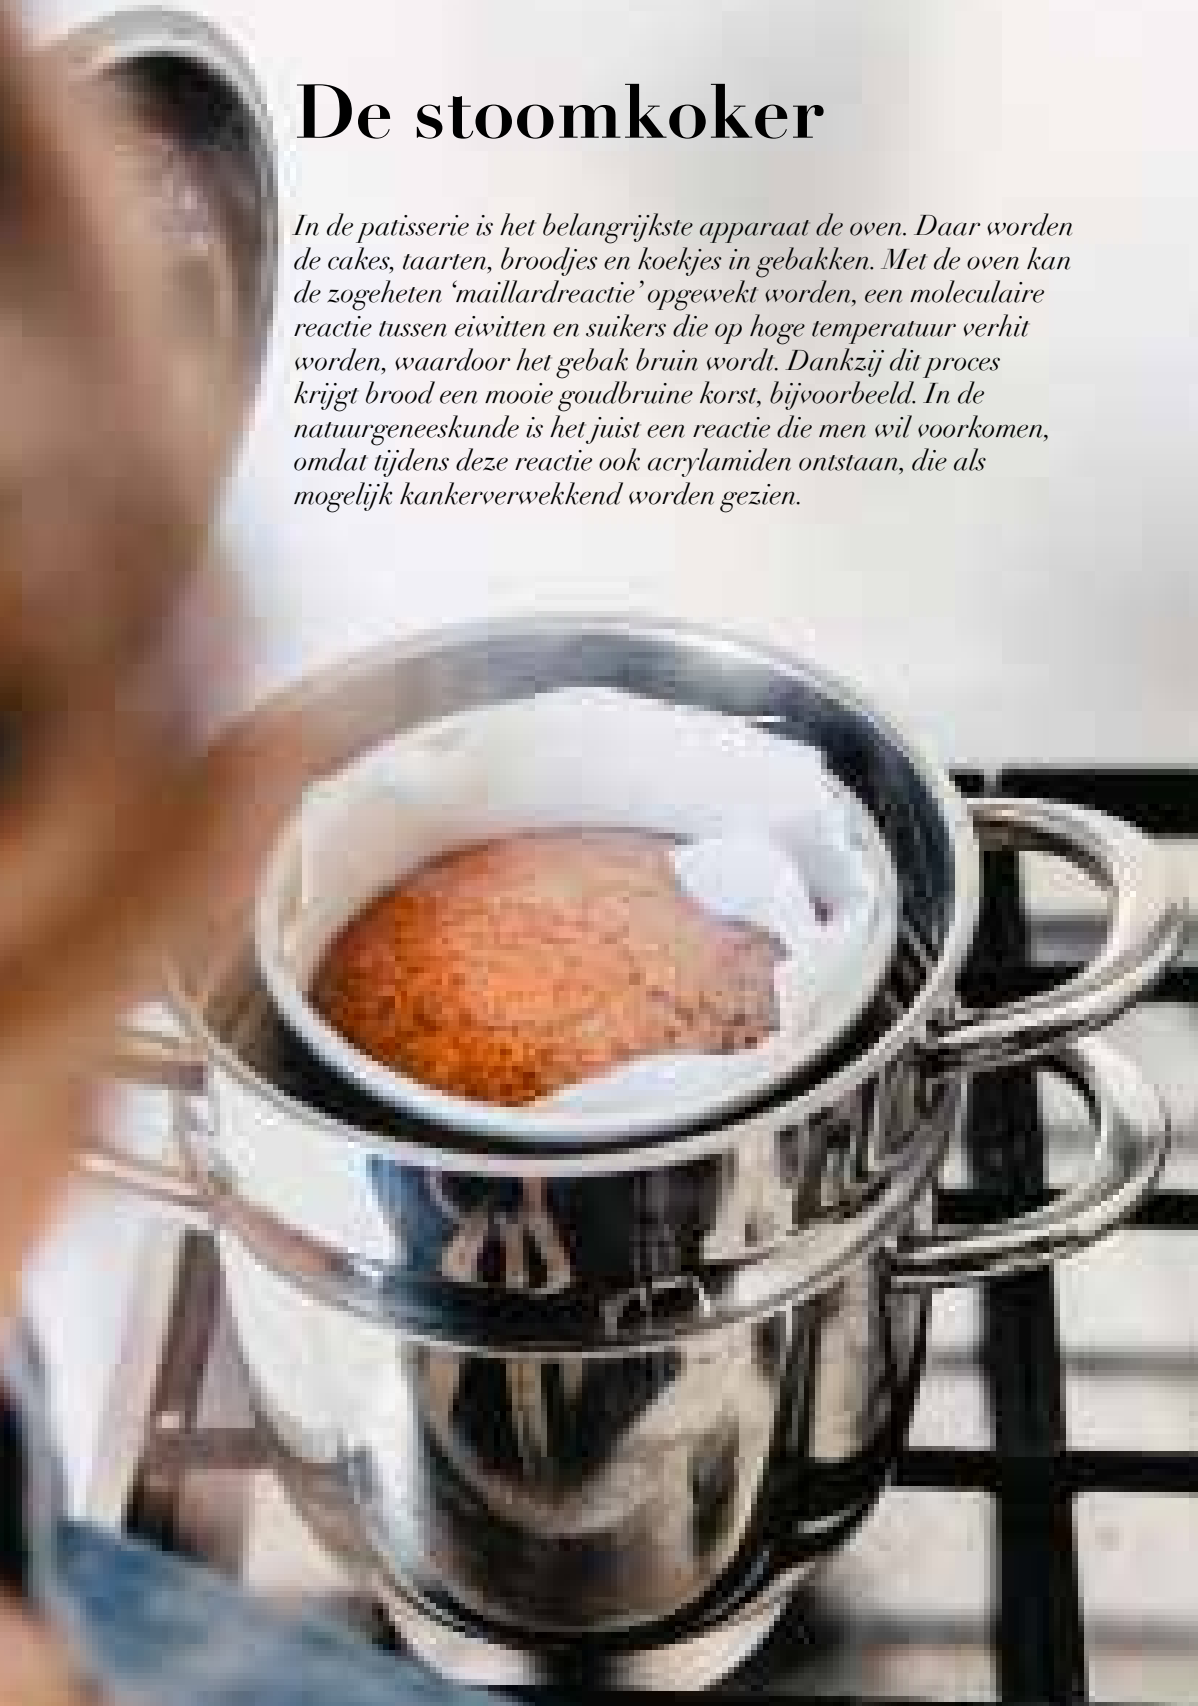 De stoomkoker
In de patisserie is het belangrijkste apparaat de oven. Daar worden
de cakes, taarten, broodjes en koekjes in gebakken. Met de oven kan
de zogeheten ‘maillardreactie’ opgewekt worden, een moleculaire
reactie tussen eiwitten en suikers die op hoge temperatuur verhit
worden, waardoor het gebak bruin wordt. Dankzij dit proces
krijgt brood een mooie goudbruine korst, bijvoorbeeld. In de
natuurgeneeskunde is het juist een reactie die men wil voorkomen,
omdat tijdens deze reactie ook acrylamiden ontstaan, die als
mogelijk kankerverwekkend worden gezien.